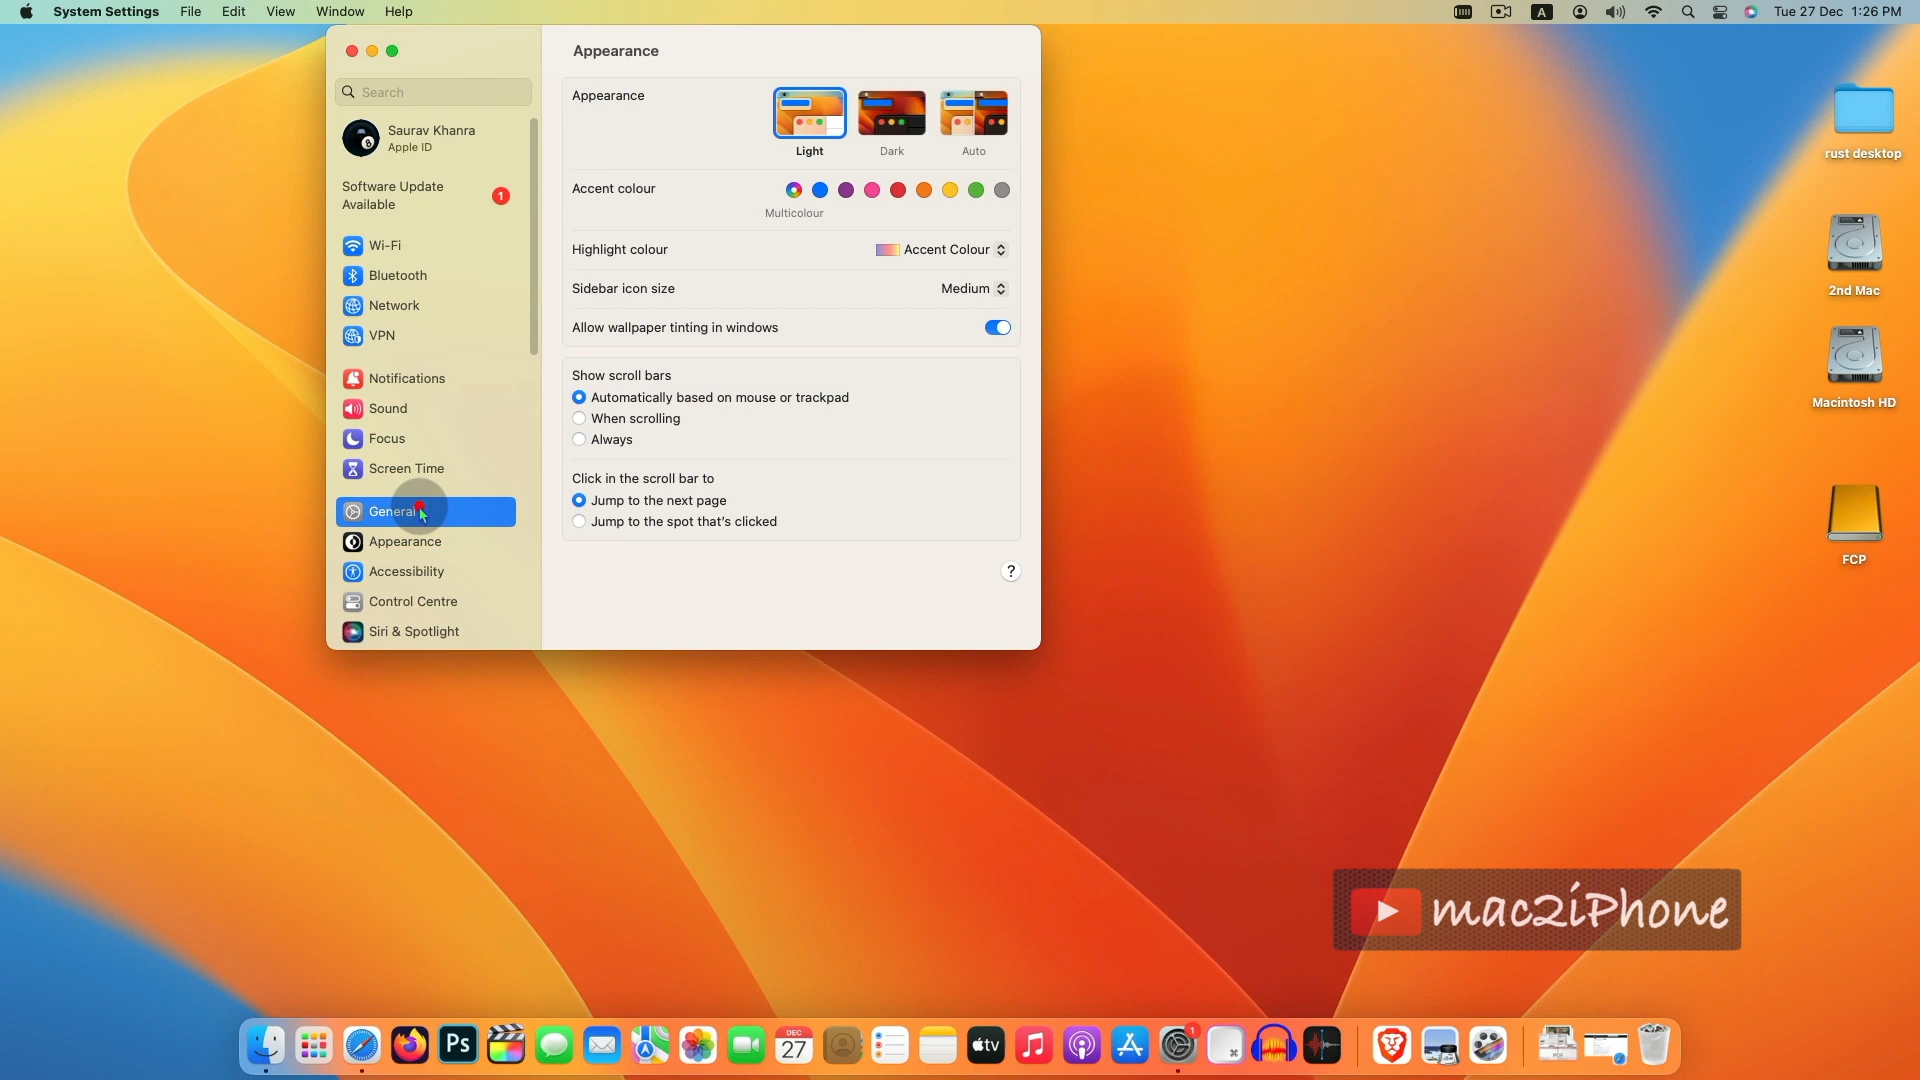 System Settings File Edit View Window Help
A
Tue 27 Dec 1:26 PM
Search
Saurav Khanra
Apple ID
Software Update
Available
1
Wi-Fi
Bluetooth
Network
VPN
Notifications
Sound
Focus
Screen Time
General
Appearance
Accessibility
Control Centre
Siri & Spotlight
Appearance
Appearance
Light
Dark
Auto
Accent colour
Multicolour
Highlight colour
Accent Colour
Sidebar icon size
Medium
Allow wallpaper tinting in windows
Show scroll bars
Automatically based on mouse or trackpad
When scrolling
Always
Click in the scroll bar to
Jump to the next page
Jump to the spot that's clicked
?
rust desktop
2nd Mac
Macintosh HD
FCP
mac2iPhone
Ps
DEC
27
tv
1
PDF